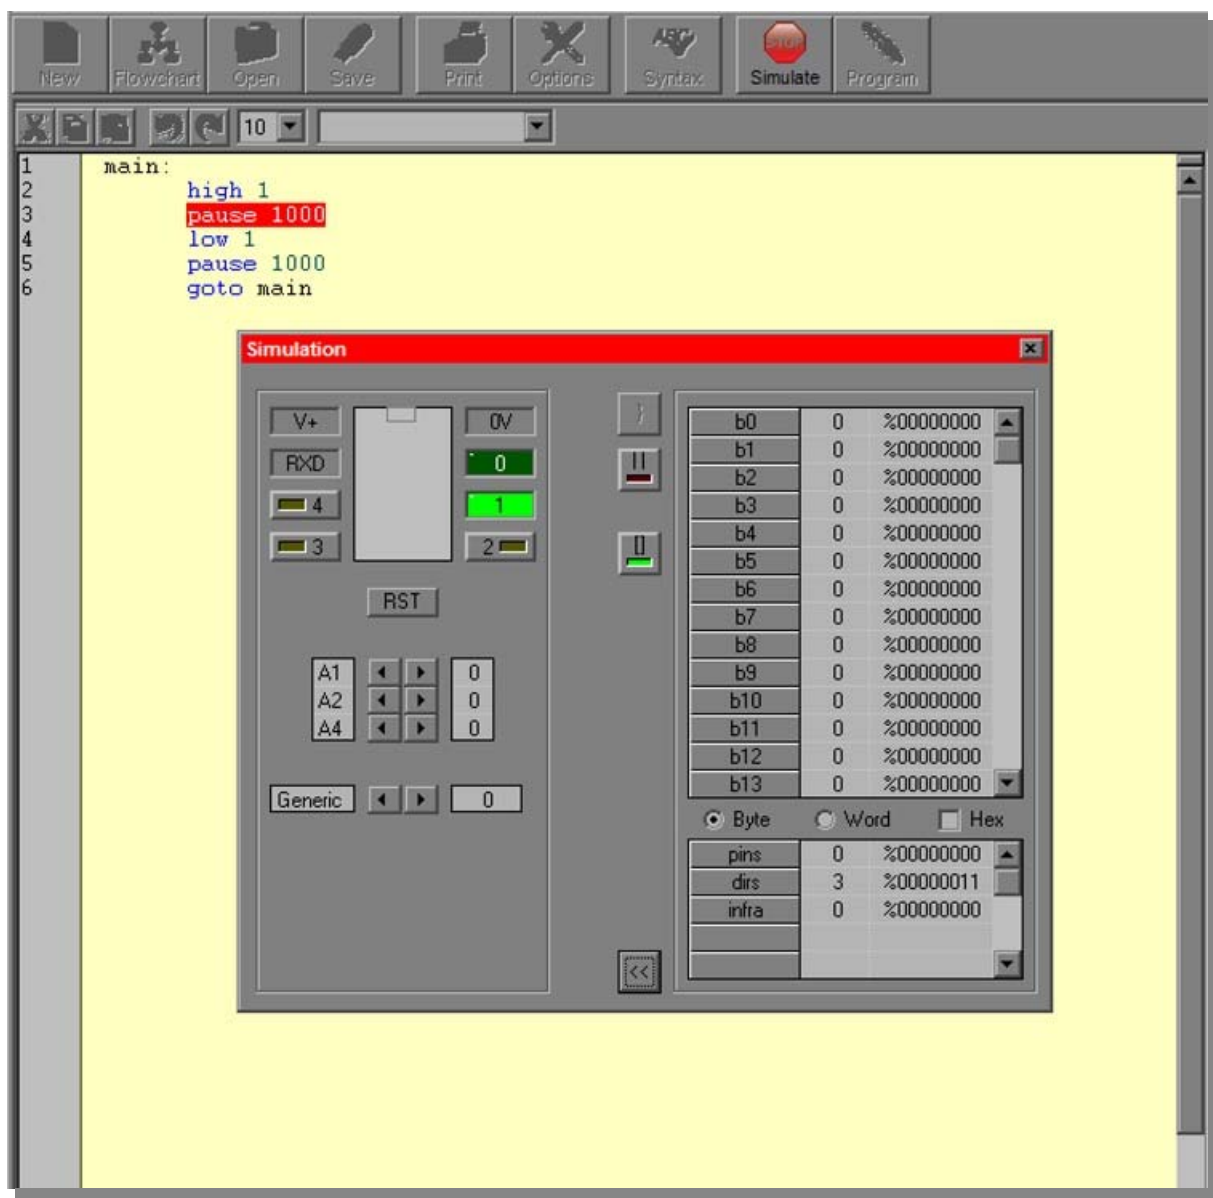 New Flowchart Open Save Print Options ABC Syntax STOP Simulate Program
10
1 main:
2 high 1
3 pause 1000
4 low 1
5 pause 1000
6 goto main
Simulation
V+ 0V
RXD 0
4 1
3 2
RST
A1 0
A2 0
A4 0
Generic 0
b0 0 %00000000
b1 0 %00000000
b2 0 %00000000
b3 0 %00000000
b4 0 %00000000
b5 0 %00000000
b6 0 %00000000
b7 0 %00000000
b8 0 %00000000
b9 0 %00000000
b10 0 %00000000
b11 0 %00000000
b12 0 %00000000
b13 0 %00000000
Byte Word Hex
pins 0 %00000000
dirs 3 %00000011
infra 0 %00000000
<<